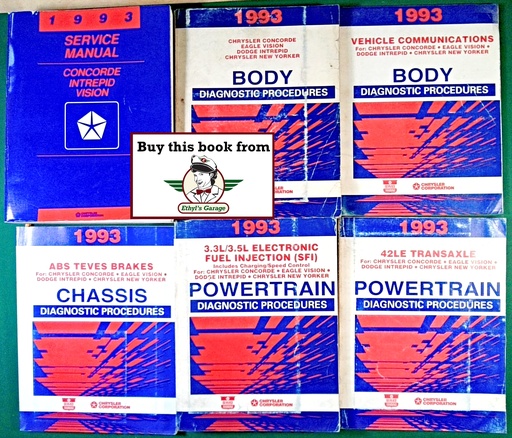 1993
SERVICE
MANUAL
CONCORDE
INTREPID
VISION
CHRYSLER
CORPORATION
1993
CHRYSLER CONCORDE
EAGLE VISION
DODGE INTREPID
CHRYSLER NEW YORKER
BODY
DIAGNOSTIC PROCEDURES
CHRYSLER
CORPORATION
1993
VEHICLE COMMUNICATIONS
For: CHRYSLER CONCORDE • EAGLE VISION •
DODGE INTREPID • CHRYSLER NEW YORKER
BODY
DIAGNOSTIC PROCEDURES
CHRYSLER
CORPORATION
Buy this book from
Ethyl's Garage
1993
ABS TEVES BRAKES
For: CHRYSLER CONCORDE • EAGLE VISION •
DODGE INTREPID • CHRYSLER NEW YORKER
CHASSIS
DIAGNOSTIC PROCEDURES
CHRYSLER
CORPORATION
1993
3.3L/3.5L ELECTRONIC
FUEL INJECTION (SFI)
Includes Charging/Speed Control
For: CHRYSLER CONCORDE • EAGLE VISION •
DODGE INTREPID • CHRYSLER NEW YORKER
POWERTRAIN
DIAGNOSTIC PROCEDURES
CHRYSLER
CORPORATION
1993
42LE TRANSAXLE
For: CHRYSLER CONCORDE • EAGLE VISION •
DODGE INTREPID • CHRYSLER NEW YORKER
POWERTRAIN
DIAGNOSTIC PROCEDURES
CHRYSLER
CORPORATION